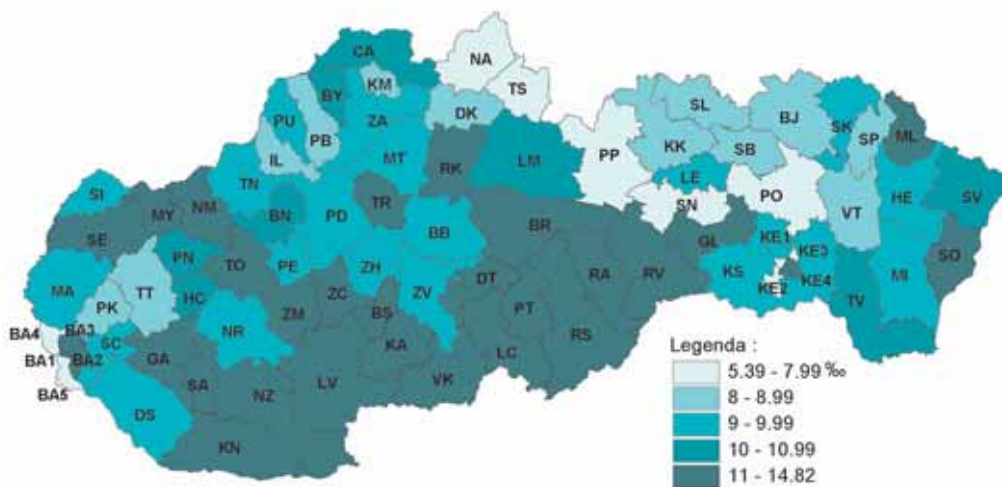 CA
NA
KM
TS
BY
DK
SL
BJ
PU
PB
ZA
SK
SP
ML
IL
MT
RK
LM
PP
KK
SB
LE
SI
TN
HE
BN
PD
TR
SN
PO
VT
SV
MY
NM
BR
SE
BB
GL
KE1
KE3
SO
PN
TO
PE
ZH
DT
RA
RV
KS
KE2
KE4
MI
MA
TT
PK
HC
ZC
ZV
TV
BA4
BA3
NR
ZM
BS
PT
BA1
BA2
SC
GA
KA
RS
BA5
SA
LC
DS
NZ
LV
VK
KN
Legenda :
5.39 - 7.99 ‰
8 - 8.99
9 - 9.99
10 - 10.99
11 - 14.82